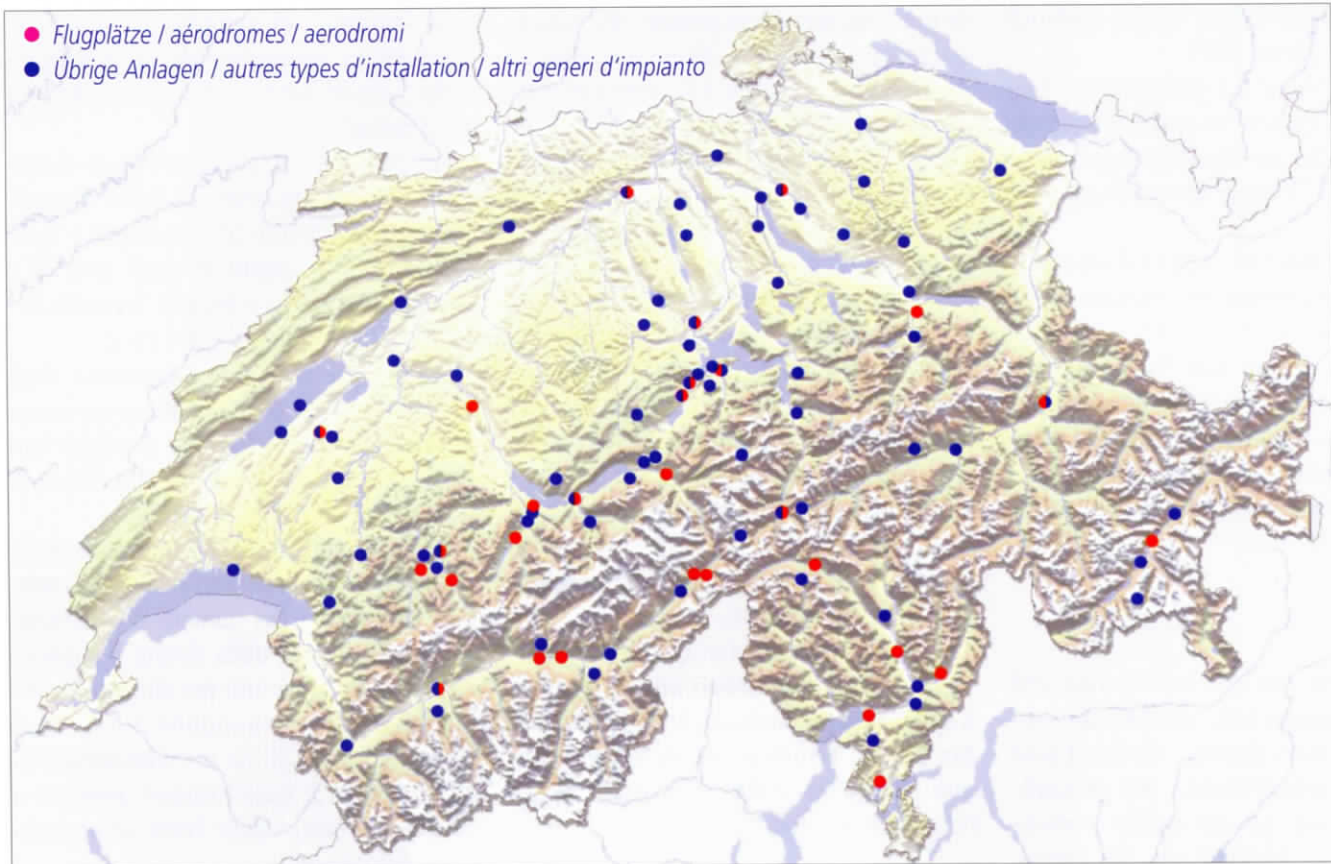 Flugplätze / aérodromes / aerodromi
Übrige Anlagen / autres types d'installation / altri generi d'impianto